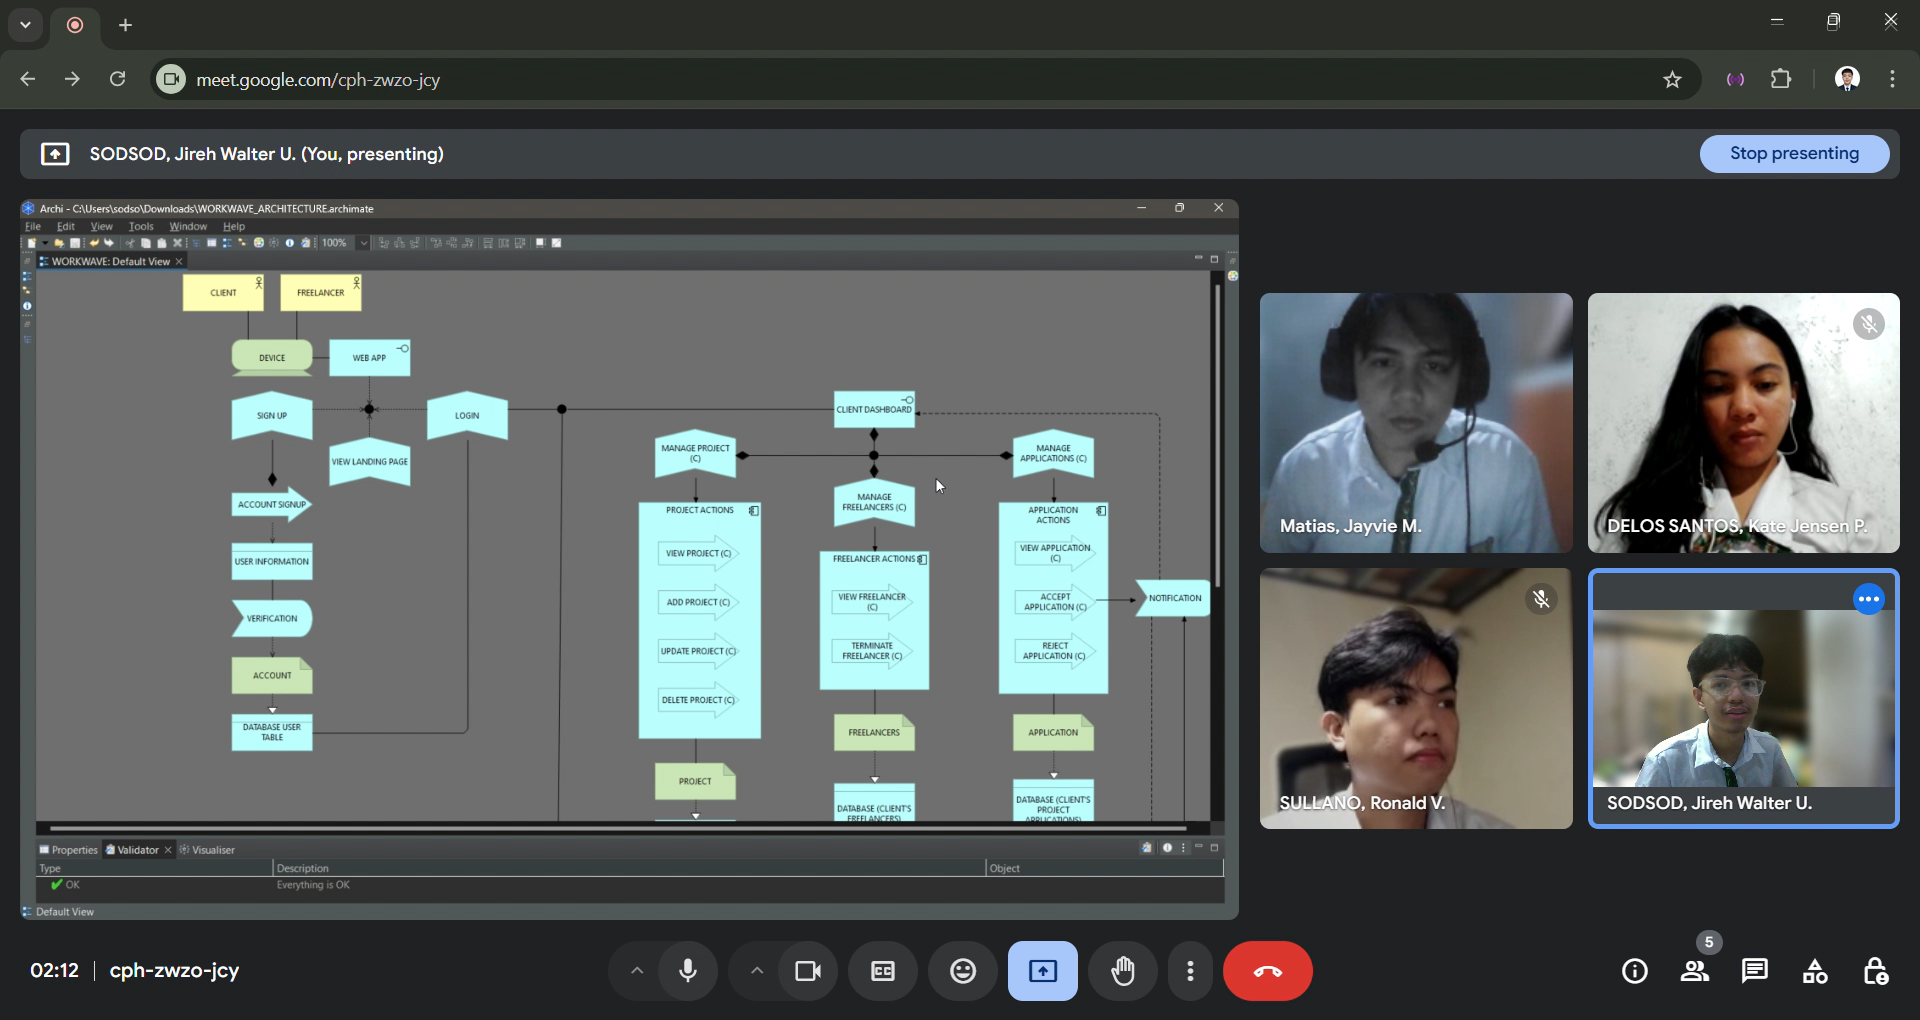 meet.google.com/cph-zwzo-jcy
SODSOD, Jireh Walter U. (You, presenting)
Stop presenting
Archi - C:\Users\sodso\Downloads\WORKWAVE_ARCHITECTURE.archimate
File Edit View Tools Window Help
100%
WORKWAVE: Default View
CLIENT
FREELANCER
DEVICE
WEB APP
SIGN UP
LOGIN
VIEW LANDING PAGE
ACCOUNT SIGNUP
USER INFORMATION
VERIFICATION
ACCOUNT
DATABASE USER
TABLE
CLIENT DASHBOARD
MANAGE PROJECT
(C)
MANAGE
FREELANCERS (C)
MANAGE
APPLICATIONS (C)
PROJECT ACTIONS
VIEW PROJECT (C)
ADD PROJECT (C)
UPDATE PROJECT (C)
DELETE PROJECT (C)
PROJECT
FREELANCER ACTIONS
VIEW FREELANCER
(C)
TERMINATE
FREELANCER (C)
FREELANCERS
DATABASE (CLIENT'S
FREELANCERS)
APPLICATION
ACTIONS
VIEW APPLICATION
(C)
ACCEPT
APPLICATION (C)
REJECT
APPLICATION (C)
APPLICATION
DATABASE (CLIENT'S
PROJECT
APPLICATIONS)
NOTIFICATION
Properties Validator Visualiser
Type Description Object
OK Everything is OK
Default View
Matias, Jayvie M.
DELOS SANTOS, Kate Jensen P.
SULLANO, Ronald V.
SODSOD, Jireh Walter U.
02:12 | cph-zwzo-jcy
CC
5